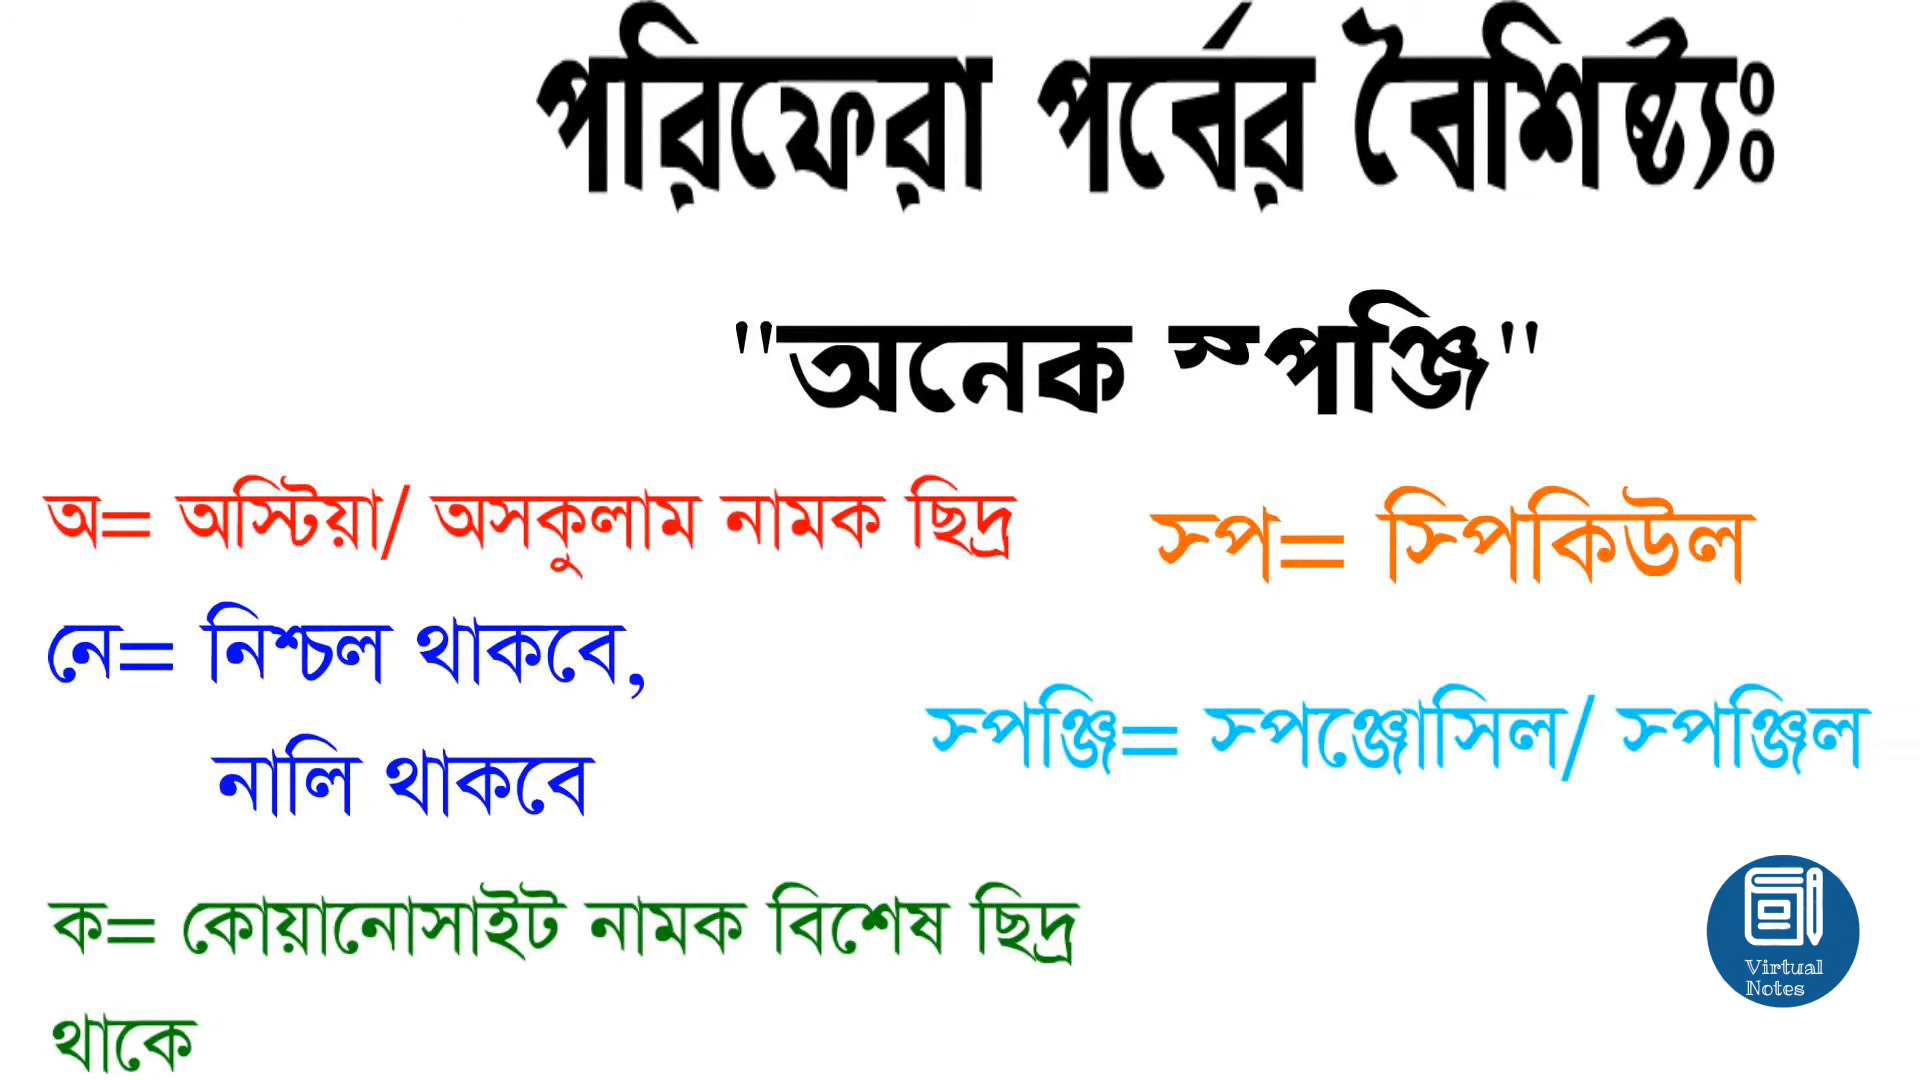 পরিফেরা পর্বের বৈশিষ্ট্যঃ
"অনেক স্পঞ্জি"
অ= অস্টিয়া/ অসকুলাম নামক ছিদ্র
নে= নিশ্চল থাকবে,
নালি থাকবে
ক= কোয়ানোসাইট নামক বিশেষ ছিদ্র
থাকে
স্প= স্পিকিউল
স্পঞ্জি= স্পঞ্জোসিল/ স্পঞ্জিল
Virtual
Notes